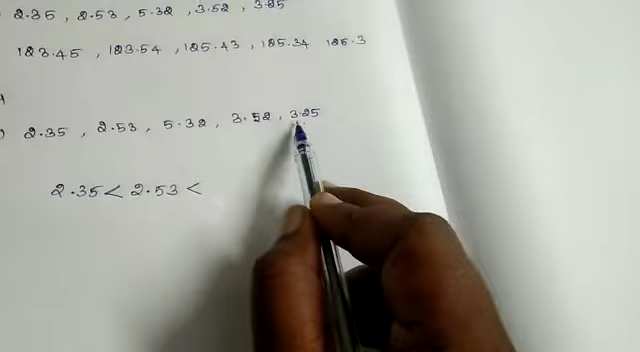 2.35 , 2.53 , 5.32 , 3.52 , 3.25
123.45 , 123.54 , 125.43 , 125.34 125.3
2.35 , 2.53 , 5.32 , 3.52 , 3.25
2.35 < 2.53 <